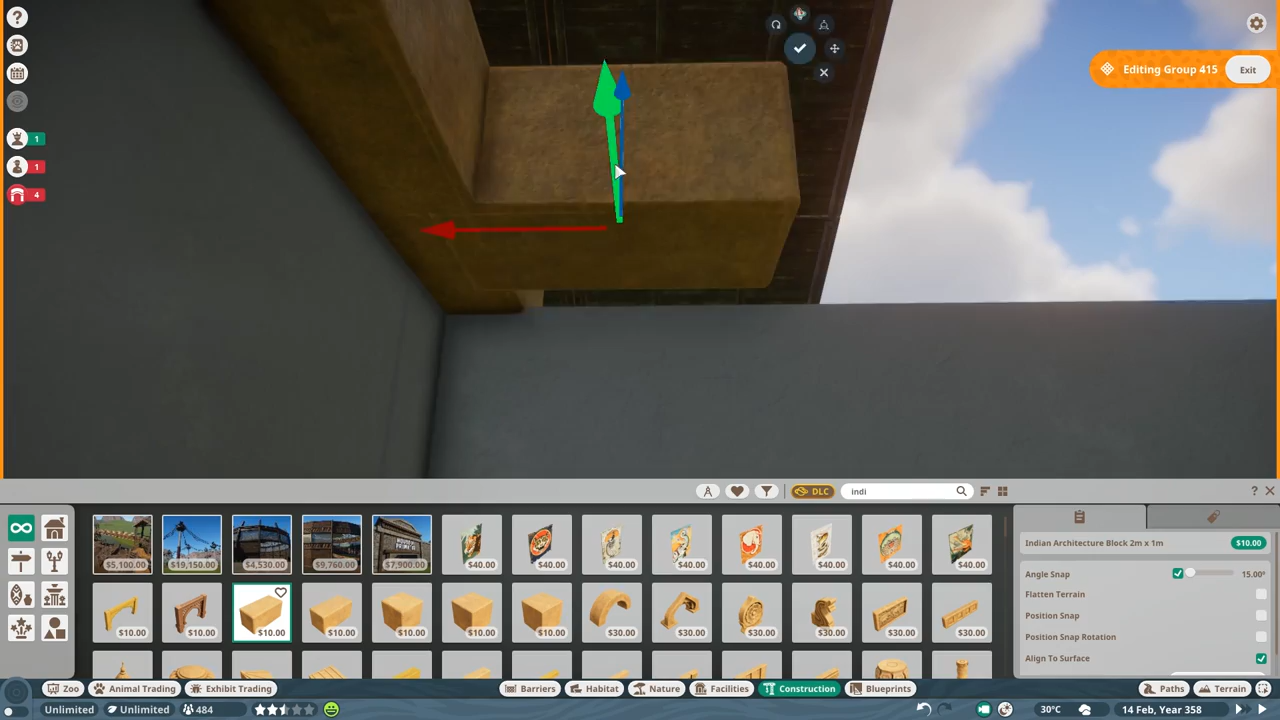 Editing Group 415
Exit
1
1
4
DLC
indi
$5,100.00
$19,150.00
$4,530.00
$9,760.00
$7,900.00
$40.00
$40.00
$40.00
$40.00
$40.00
$40.00
$40.00
$40.00
$10.00
$10.00
$10.00
$10.00
$10.00
$10.00
$10.00
$30.00
$30.00
$30.00
$30.00
$30.00
$30.00
Indian Architecture Block 2m x 1m
$10.00
Angle Snap
15.00°
Flatten Terrain
Position Snap
Position Snap Rotation
Align To Surface
Zoo
Animal Trading
Exhibit Trading
Barriers
Habitat
Nature
Facilities
Construction
Blueprints
Paths
Terrain
Unlimited
Unlimited
484
30°C
14 Feb, Year 358